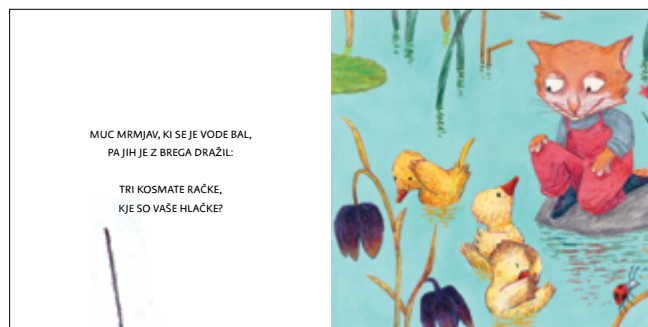 MUC MRMJAV, KI SE JE VODE BAL,
PA JIH JE Z BREGA DRAŽIL:
TRI KOSMATE RAČKE,
KJE SO VAŠE HLAČKE?